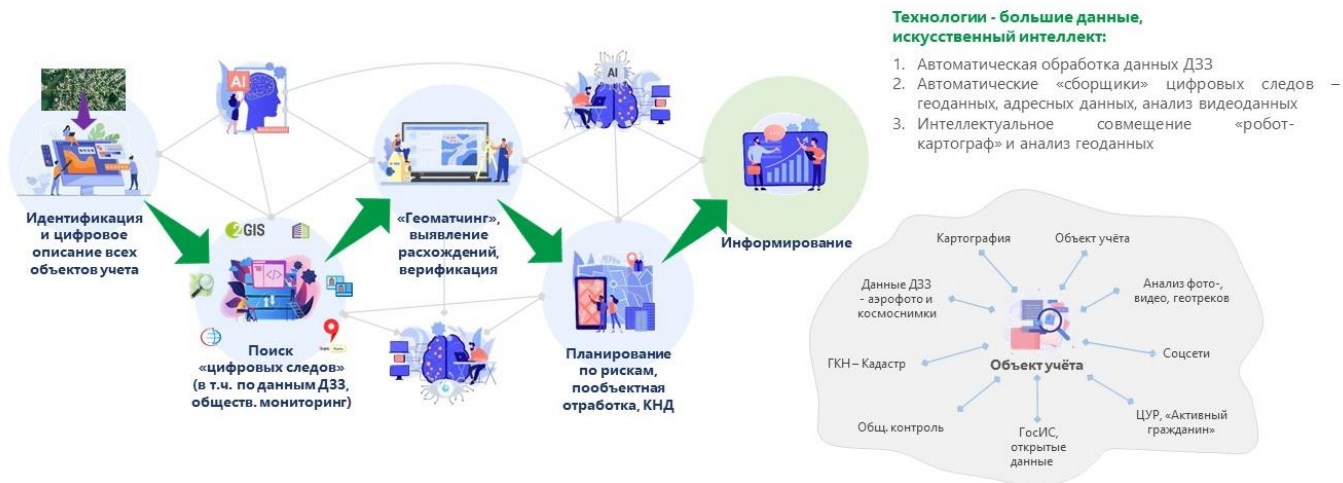 Технологии - большие данные,
искусственный интеллект:
1. Автоматическая обработка данных ДЗЗ
2. Автоматические «сборщики» цифровых следов –
геоданных, адресных данных, анализ видеоданных
3. Интеллектуальное совмещение «робот-
картограф» и анализ геоданных
AI
AI
Идентификация
и цифровое
описание всех
объектов учета
2GIS
Поиск
«цифровых следов»
(в т.ч. по данным ДЗЗ,
обществ. мониторинг)
«Геоматчинг»,
выявление
расхождений,
верификация
Планирование
по рискам,
пообъектная
отработка, КНД
Информирование
Картография
Объект учёта
Данные ДЗЗ
- аэрофото и
космоснимки
Анализ фото-,
видео, геотреков
ГКН – Кадастр
Соцсети
Объект учёта
Общ. контроль
ГосИС,
открытые
данные
ЦУР, «Активный
гражданин»